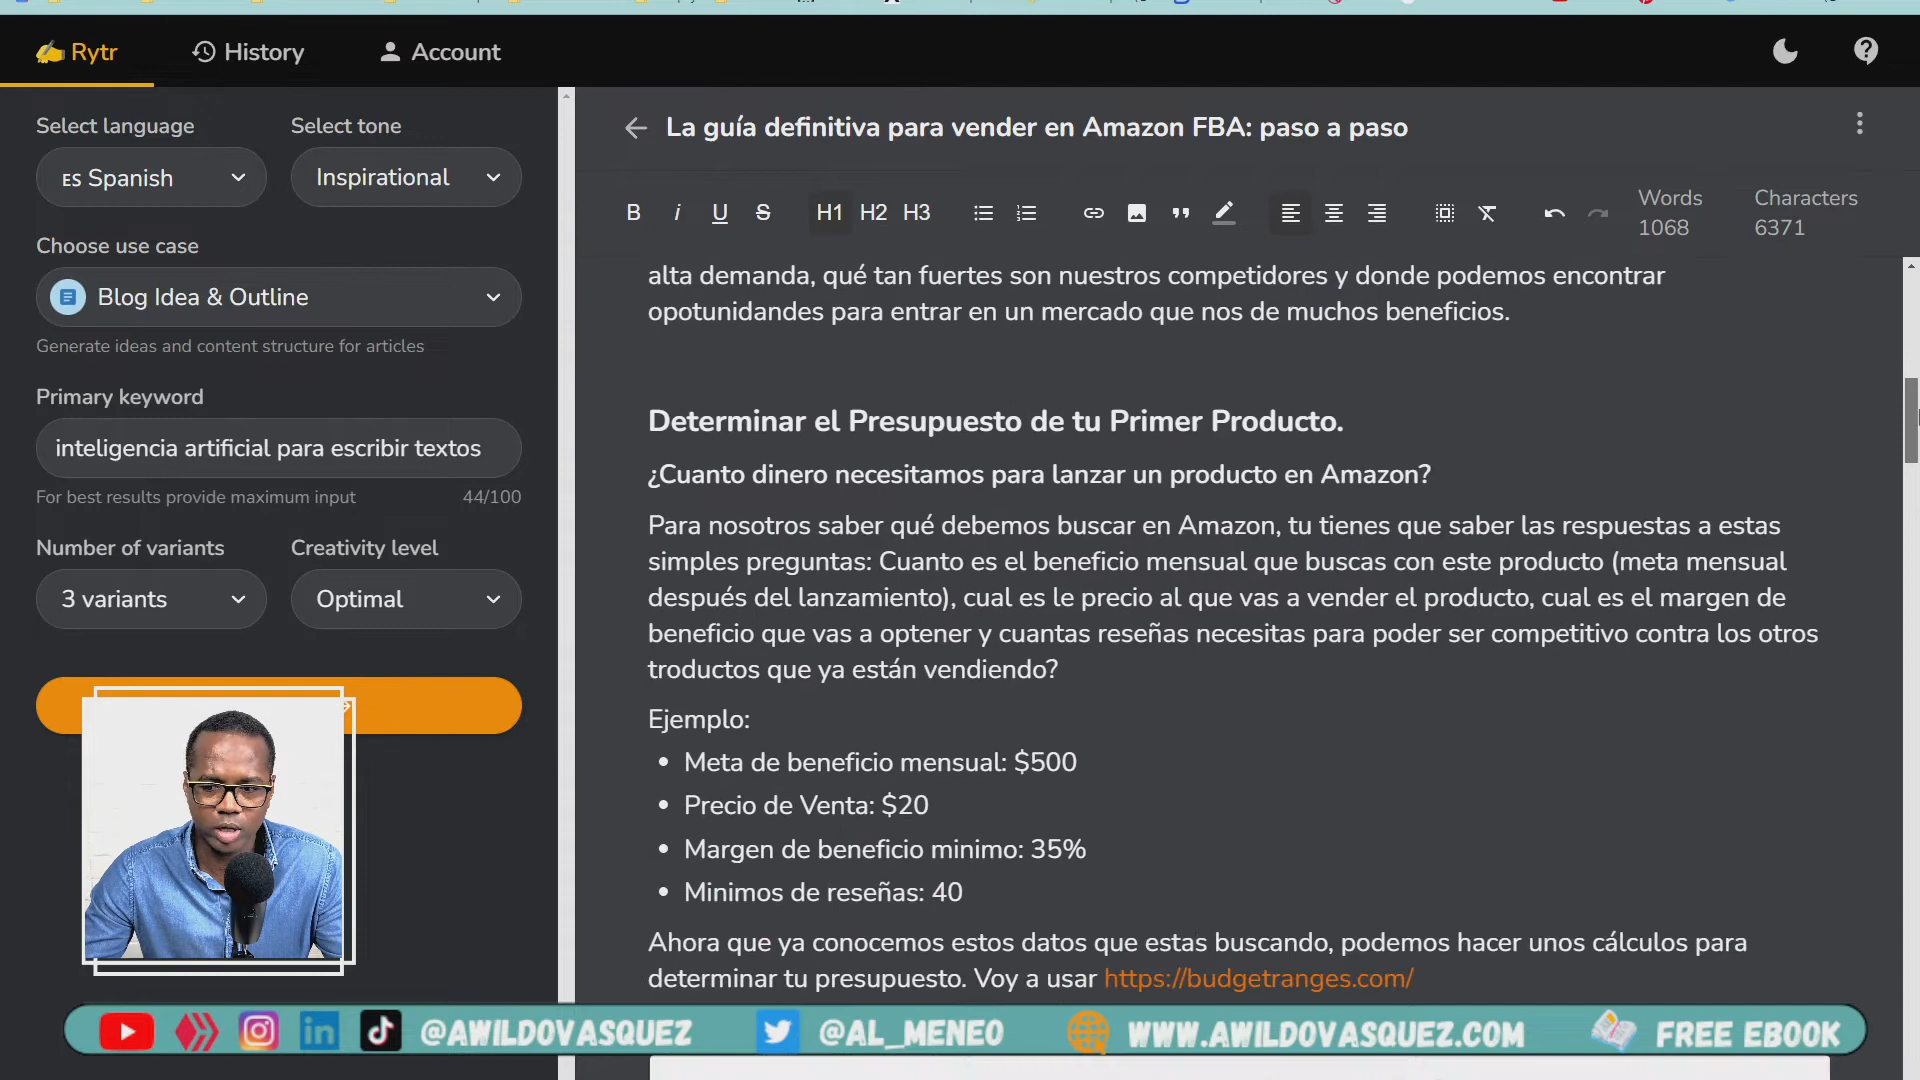 Rytr
History
Account
Select language
Select tone
ES Spanish
Inspirational
Choose use case
Blog Idea & Outline
Generate ideas and content structure for articles
Primary keyword
inteligencia artificial para escribir textos
For best results provide maximum input
44/100
Number of variants
Creativity level
3 variants
Optimal
La guía definitiva para vender en Amazon FBA: paso a paso
B i U S H1 H2 H3
Words
1068
Characters
6371
alta demanda, qué tan fuertes son nuestros competidores y donde podemos encontrar
opotunidandes para entrar en un mercado que nos de muchos beneficios.
Determinar el Presupuesto de tu Primer Producto.
¿Cuanto dinero necesitamos para lanzar un producto en Amazon?
Para nosotros saber qué debemos buscar en Amazon, tu tienes que saber las respuestas a estas
simples preguntas: Cuanto es el beneficio mensual que buscas con este producto (meta mensual
después del lanzamiento), cual es le precio al que vas a vender el producto, cual es el margen de
beneficio que vas a optener y cuantas reseñas necesitas para poder ser competitivo contra los otros
troductos que ya están vendiendo?
Ejemplo:
• Meta de beneficio mensual: $500
• Precio de Venta: $20
• Margen de beneficio minimo: 35%
• Minimos de reseñas: 40
Ahora que ya conocemos estos datos que estas buscando, podemos hacer unos cálculos para
determinar tu presupuesto. Voy a usar https://budgetranges.com/
@AWILDOVASQUEZ
@AL_MENEO
WWW.AWILDOVASQUEZ.COM
FREE EBOOK